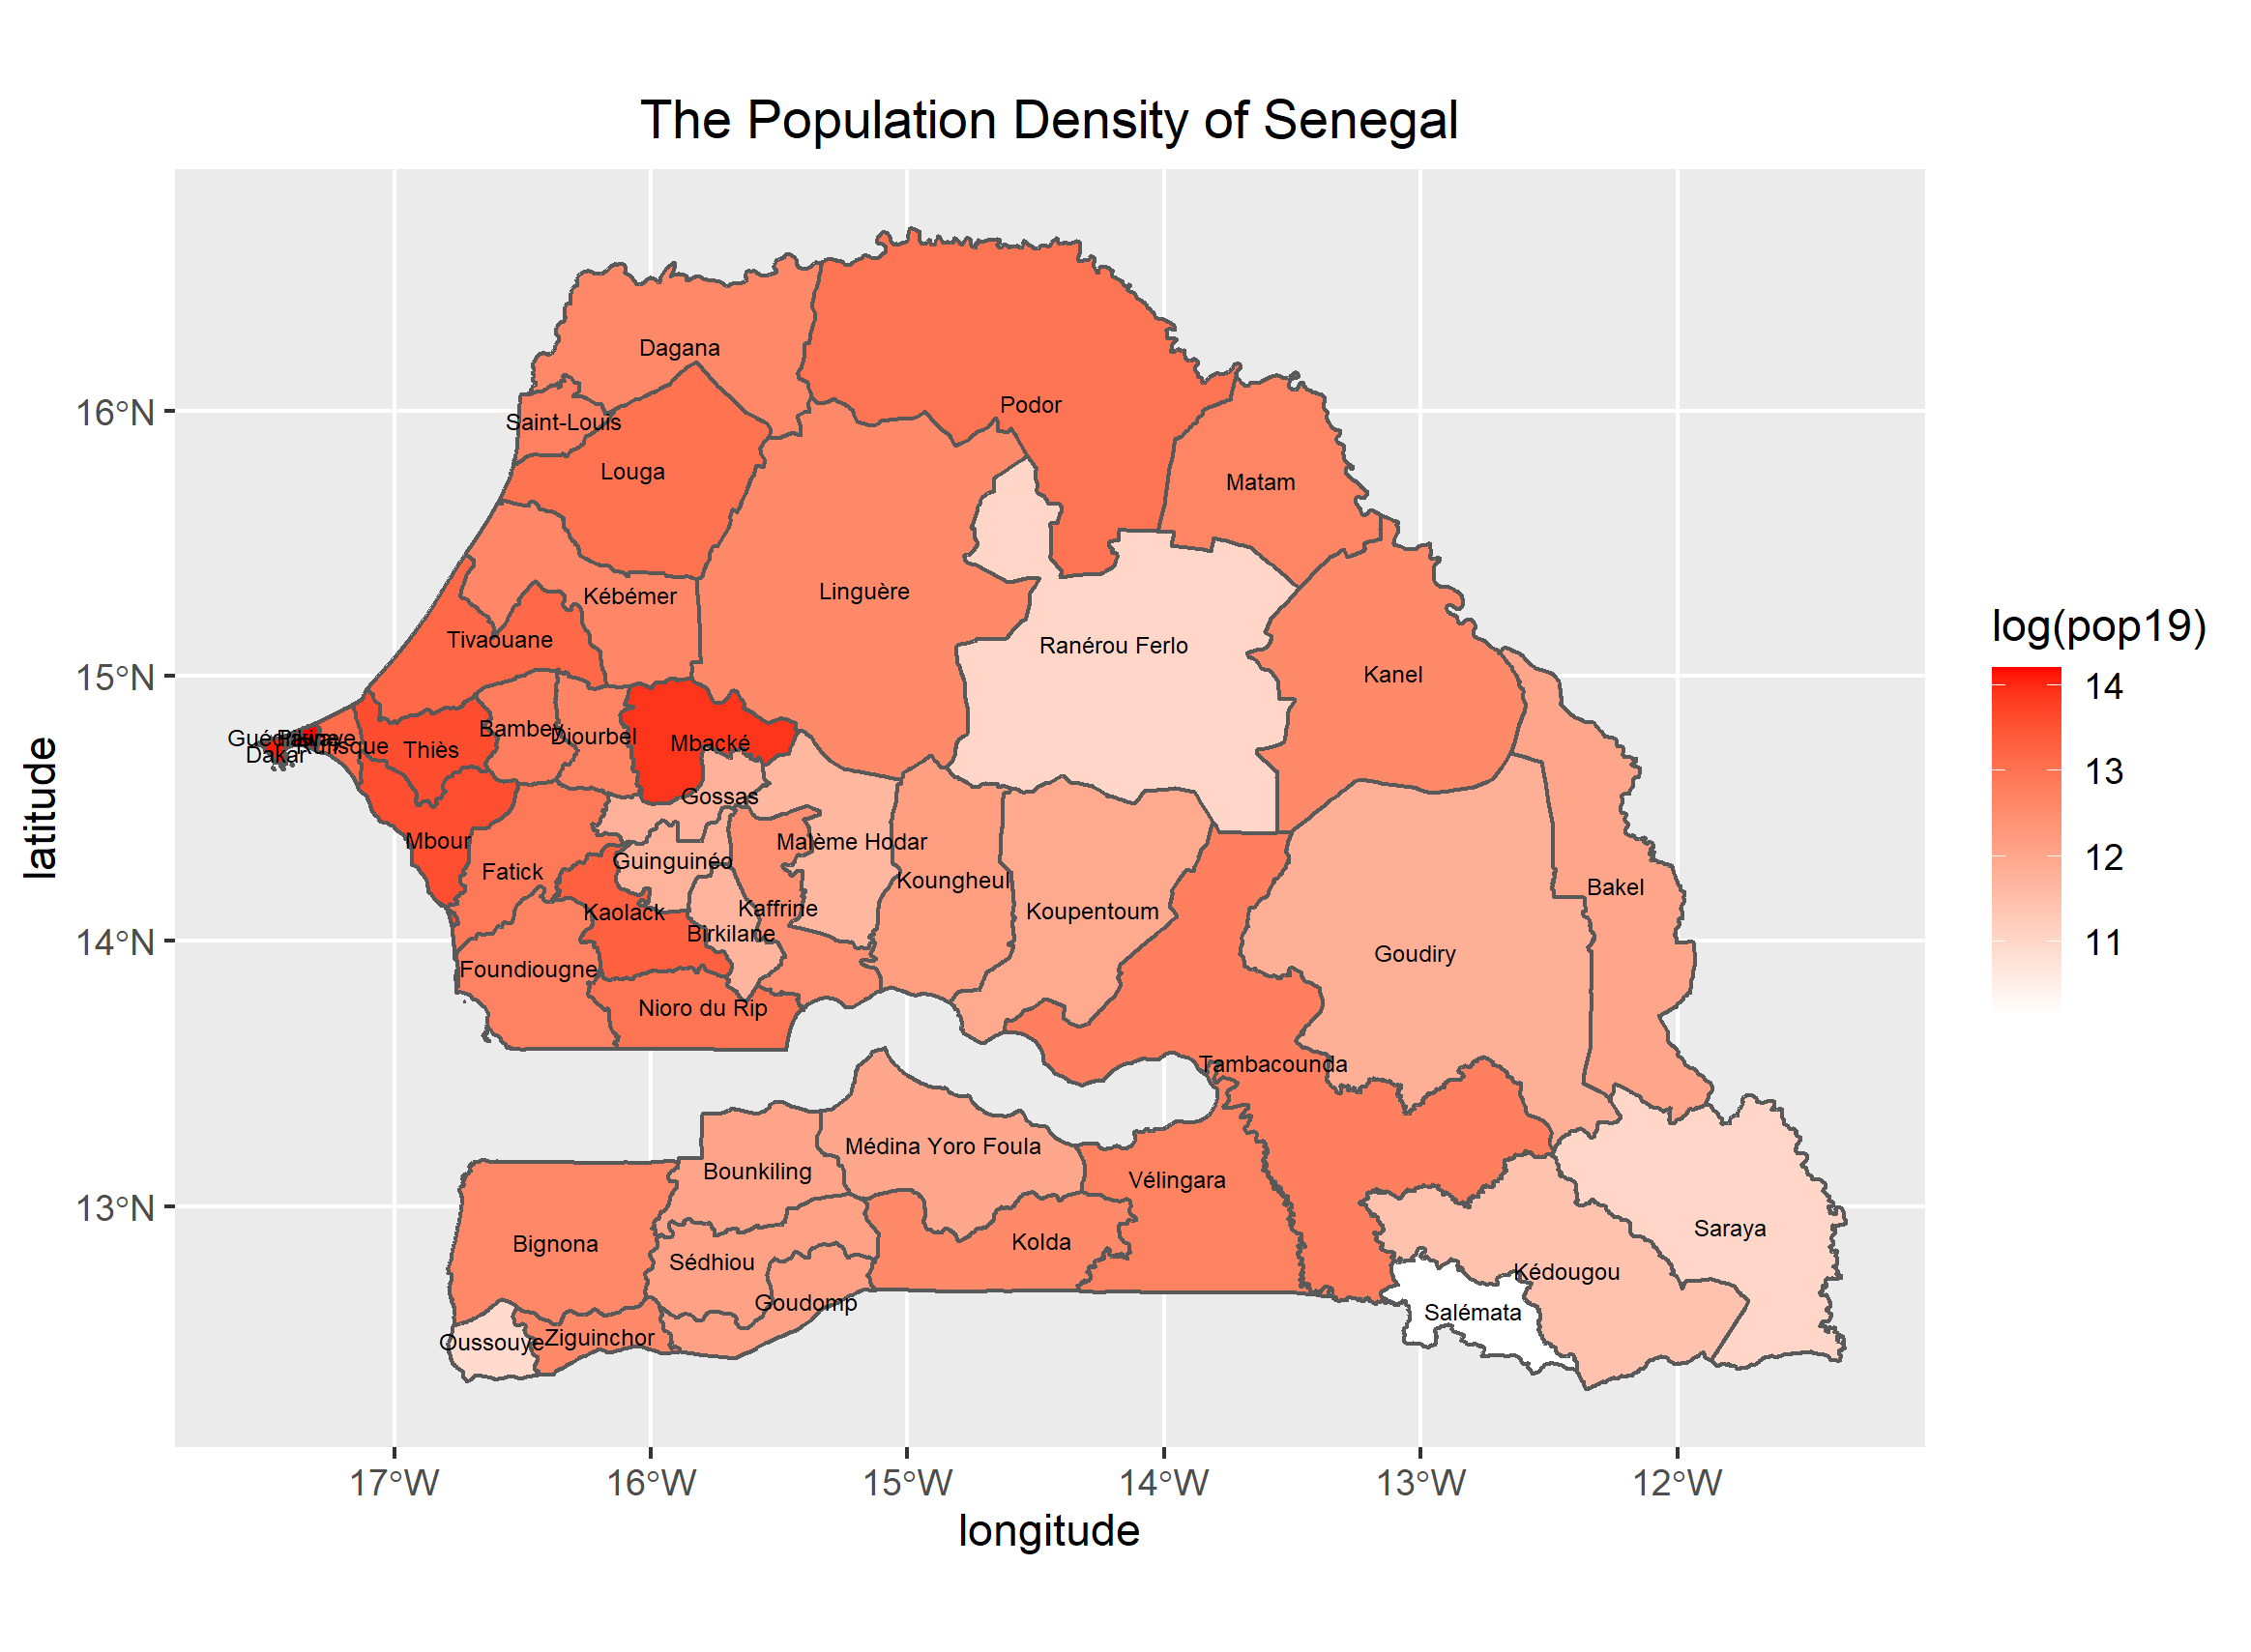 The Population Density of Senegal
Dagana
Podor
Saint-Louis
Louga
Matam
Linguère
Kébémer
Tivaouane
Ranérou Ferlo
Kanel
Bambey
Diourbel
Mbacké
Thiès
Rufisque
Dakar
Gossas
Mbour
Malème Hodar
Guinguinéo
Fatick
Koungheul
Bakel
Kaolack
Kaffrine
Koupentoum
Birkilane
Goudiry
Foundiougne
Nioro du Rip
Tambacounda
Médina Yoro Foula
Bounkiling
Vélingara
Saraya
Bignona
Kolda
Sédhiou
Kédougou
Goudomp
Salémata
Oussouye
Ziguinchor
16°N
15°N
14°N
13°N
latitude
17°W
16°W
15°W
14°W
13°W
12°W
longitude
log(pop19)
14
13
12
11